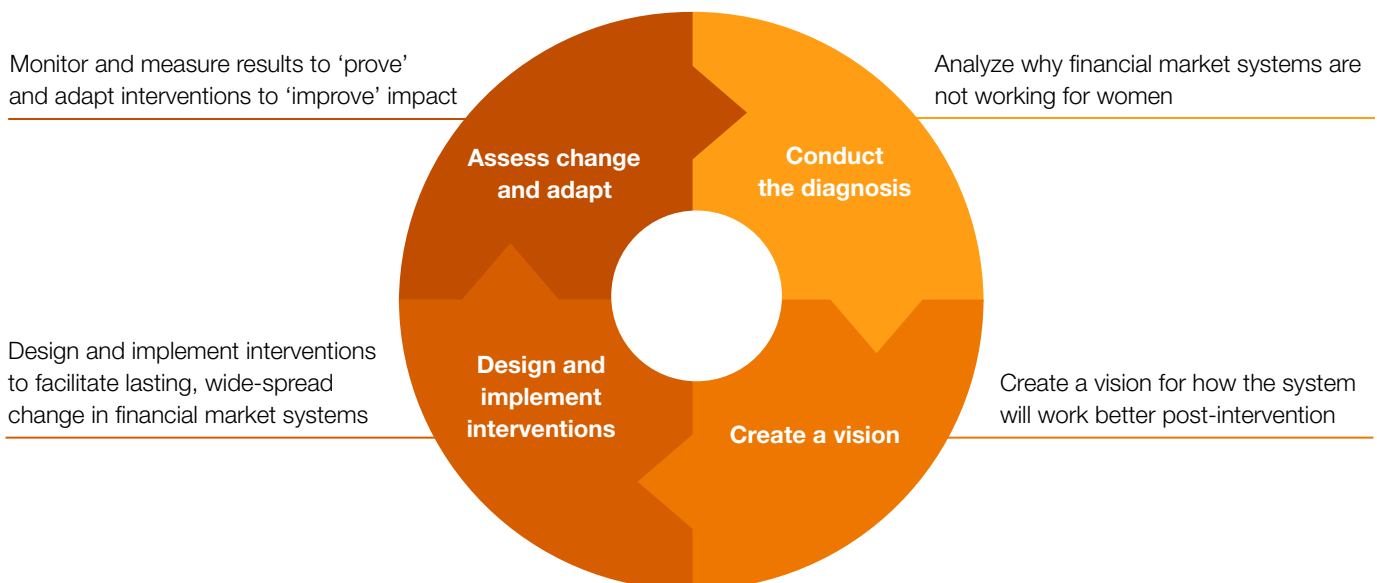 Monitor and measure results to ‘prove’
and adapt interventions to ‘improve’ impact
Analyze why financial market systems are
not working for women
Assess change
and adapt
Conduct
the diagnosis
Design and implement interventions
to facilitate lasting, wide-spread
change in financial market systems
Design and
implement
interventions
Create a vision
Create a vision for how the system
will work better post-intervention